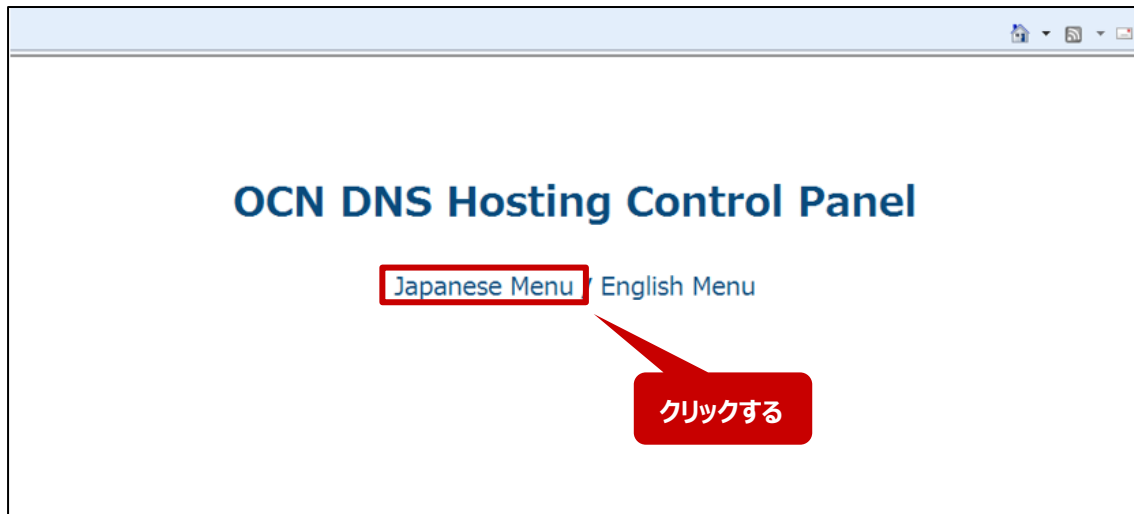 OCN DNS Hosting Control Panel
Japanese Menu / English Menu
クリックする